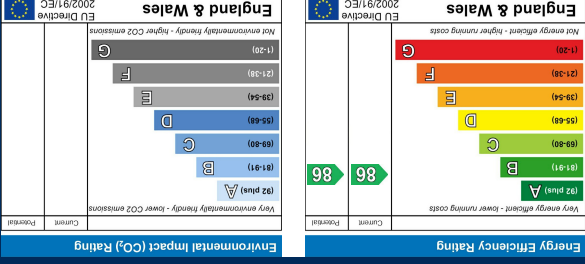 Energy Efficiency Rating
Current
Potential
Very energy efficient - lower running costs
(92 plus) A
(81-91) B
86
86
(69-80) C
(55-68) D
(39-54) E
(21-38) F
(1-20) G
Not energy efficient - higher running costs
England & Wales
EU Directive
2002/91/EC
Environmental Impact (CO₂) Rating
Current
Potential
Very environmentally friendly - lower CO2 emissions
(92 plus) A
(81-91) B
(69-80) C
(55-68) D
(39-54) E
(21-38) F
(1-20) G
Not environmentally friendly - higher CO2 emissions
England & Wales
EU Directive
2002/91/EC